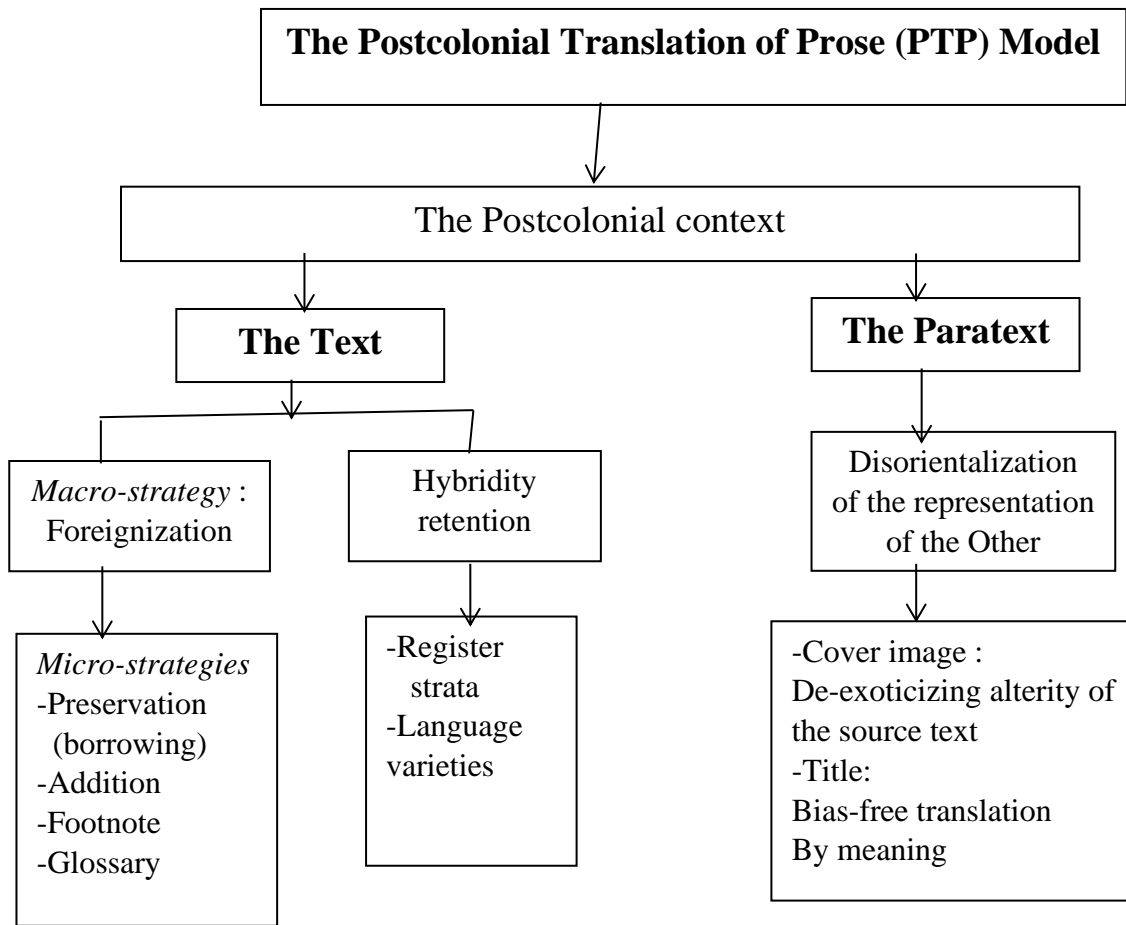 The Postcolonial Translation of Prose (PTP) Model
The Postcolonial context
The Text
The Paratext
Macro-strategy :
Foreignization
Hybridity
retention
Disorientalization
of the representation
of the Other
Micro-strategies
-Preservation
(borrowing)
-Addition
-Footnote
-Glossary
-Register
strata
-Language
varieties
-Cover image :
De-exoticizing alterity of
the source text
-Title:
Bias-free translation
By meaning